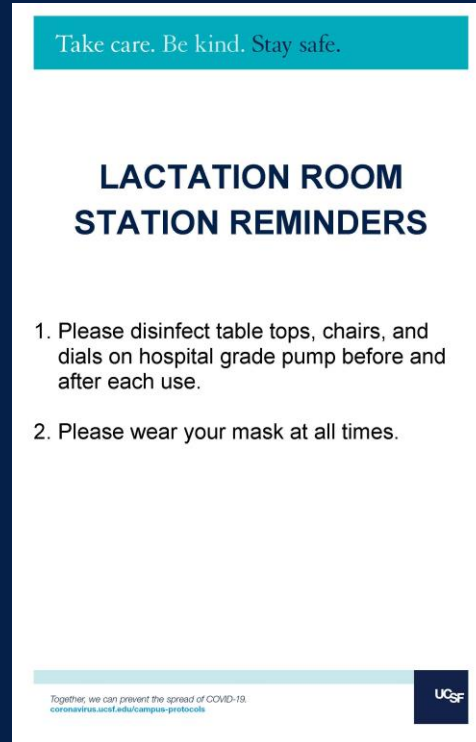 Take care. Be kind. Stay safe.
LACTATION ROOM
STATION REMINDERS
1. Please disinfect table tops, chairs, and
dials on hospital grade pump before and
after each use.
2. Please wear your mask at all times.
Together, we can prevent the spread of COVID-19.
coronavirus.ucsf.edu/campus-protocols
UCSF